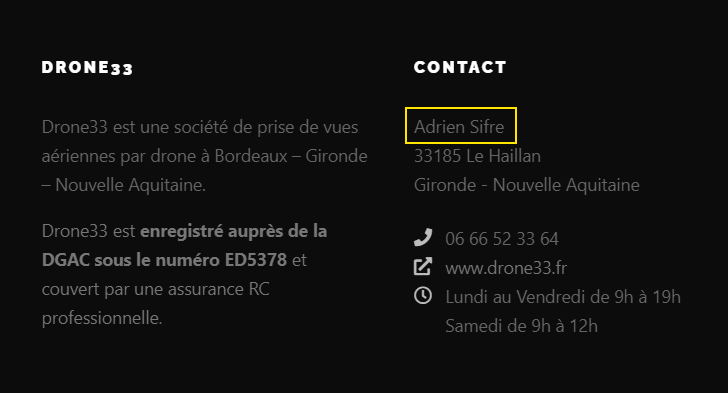 DRONE33
Drone33 est une société de prise de vues
aériennes par drone à Bordeaux – Gironde
– Nouvelle Aquitaine.
Drone33 est enregistré auprès de la
DGAC sous le numéro ED5378 et
couvert par une assurance RC
professionnelle.
CONTACT
Adrien Sifre
33185 Le Haillan
Gironde - Nouvelle Aquitaine
06 66 52 33 64
www.drone33.fr
Lundi au Vendredi de 9h à 19h
Samedi de 9h à 12h